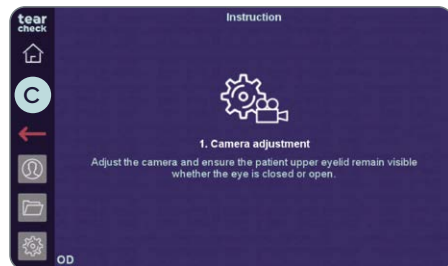 tear
check
Instruction
C
1. Camera adjustment
Adjust the camera and ensure the patient upper eyelid remain visible
whether the eye is closed or open.
OD